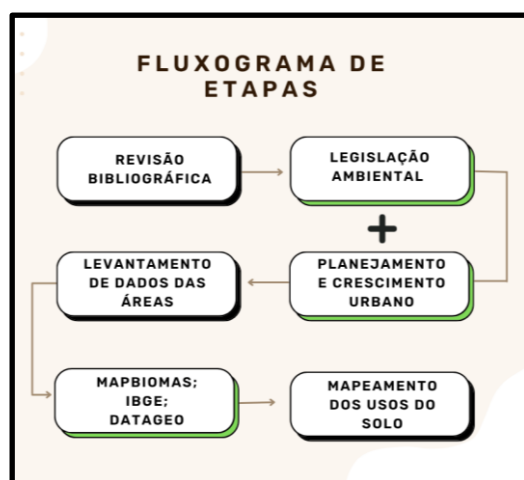 FLUXOGRAMA DE
ETAPAS
REVISÃO
BIBLIOGRÁFICA
LEGISLAÇÃO
AMBIENTAL
+
PLANEJAMENTO
E CRESCIMENTO
URBANO
LEVANTAMENTO
DE DADOS DAS
ÁREAS
MAPBIOMAS;
IBGE;
DATAGEO
MAPEAMENTO
DOS USOS DO
SOLO